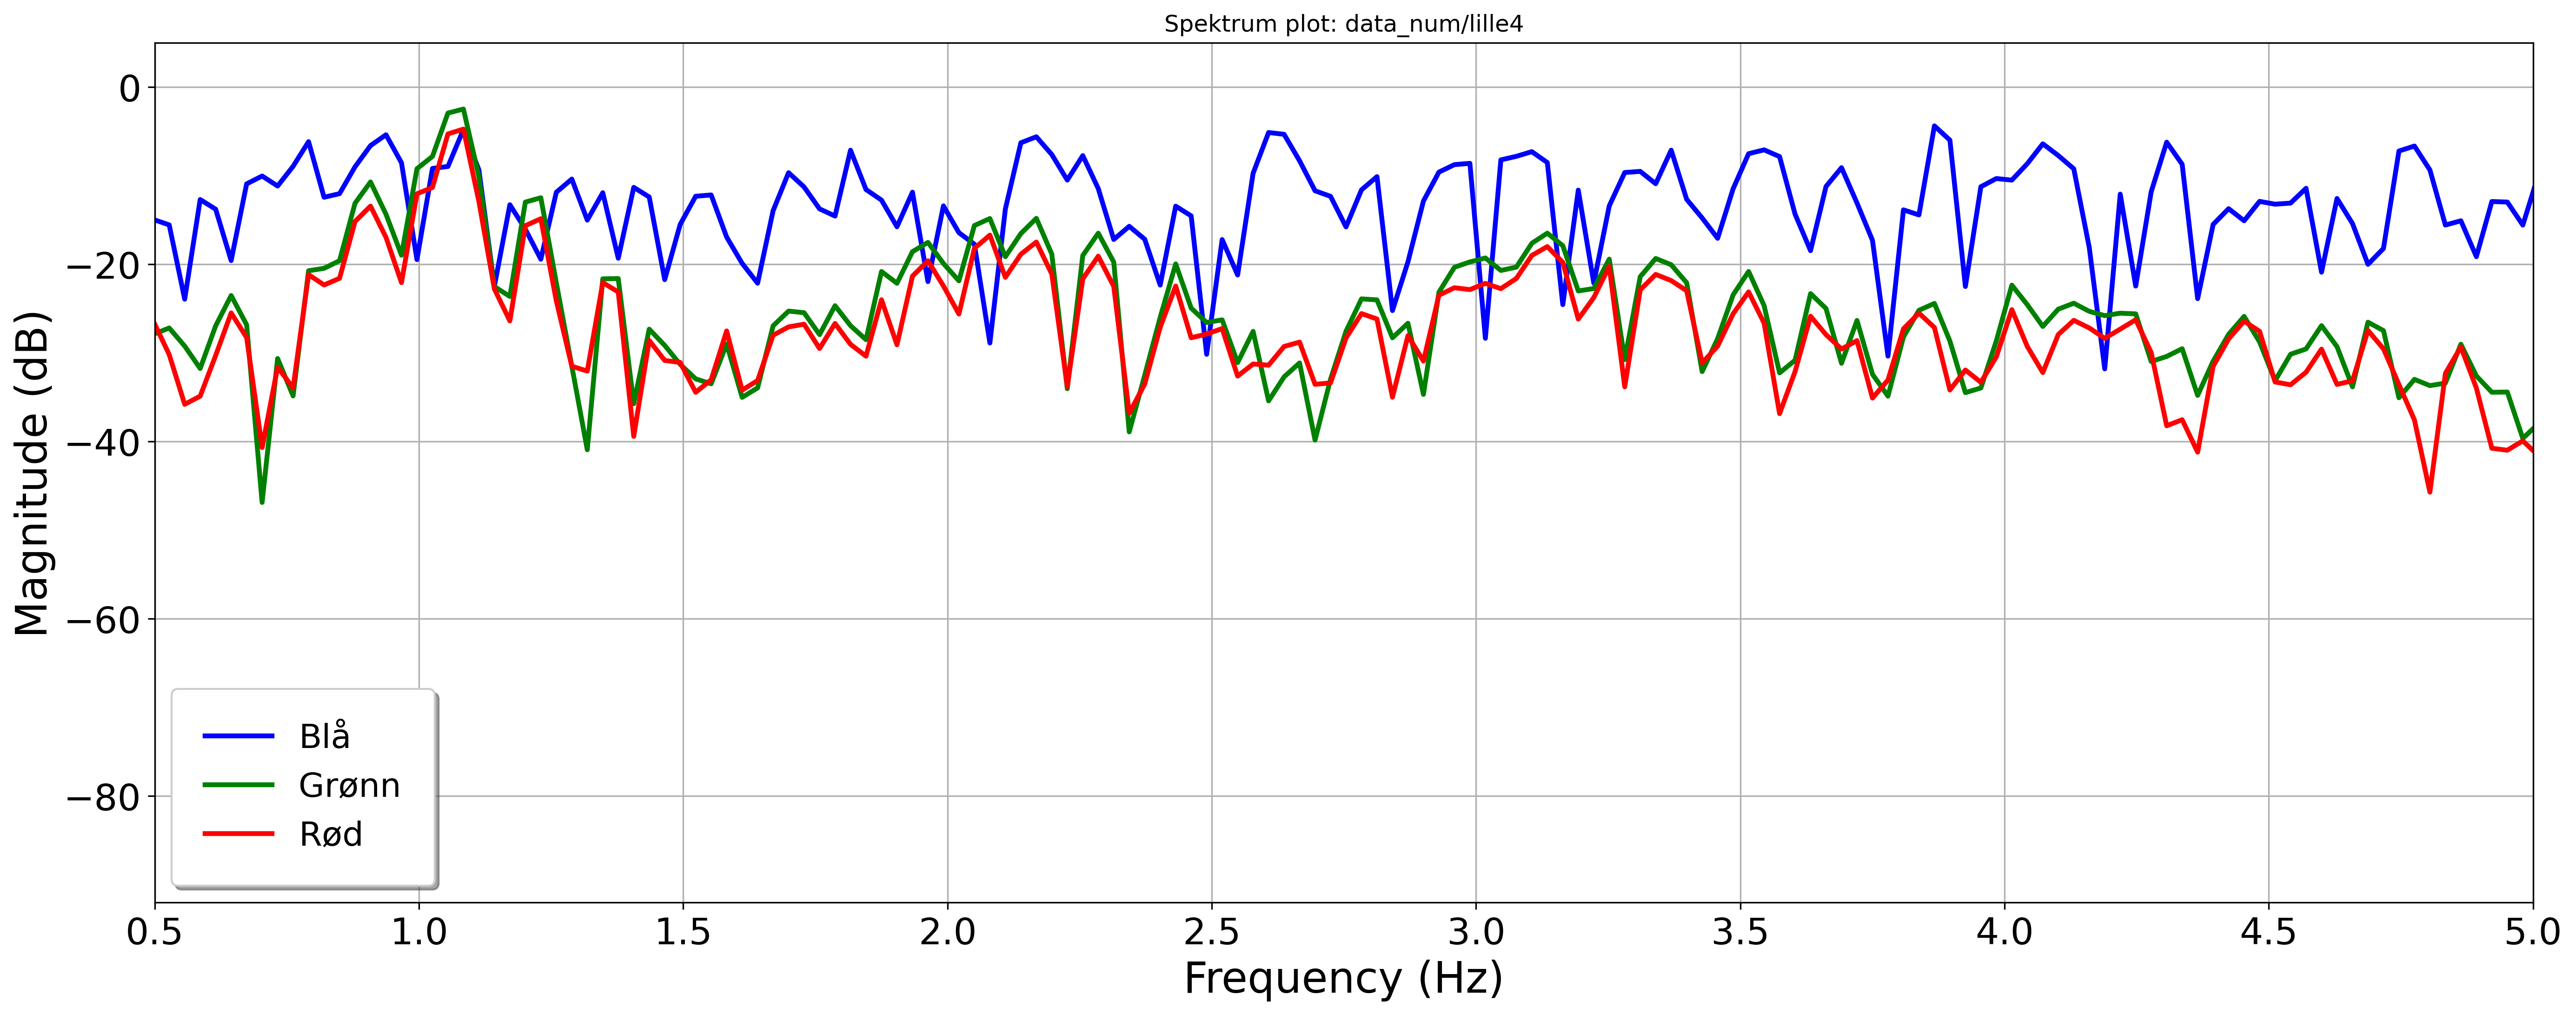 Spektrum plot: data_num/lille4
Magnitude (dB)
0
−20
−40
−60
−80
Blå
Grønn
Rød
0.5 1.0 1.5 2.0 2.5 3.0 3.5 4.0 4.5 5.0
Frequency (Hz)